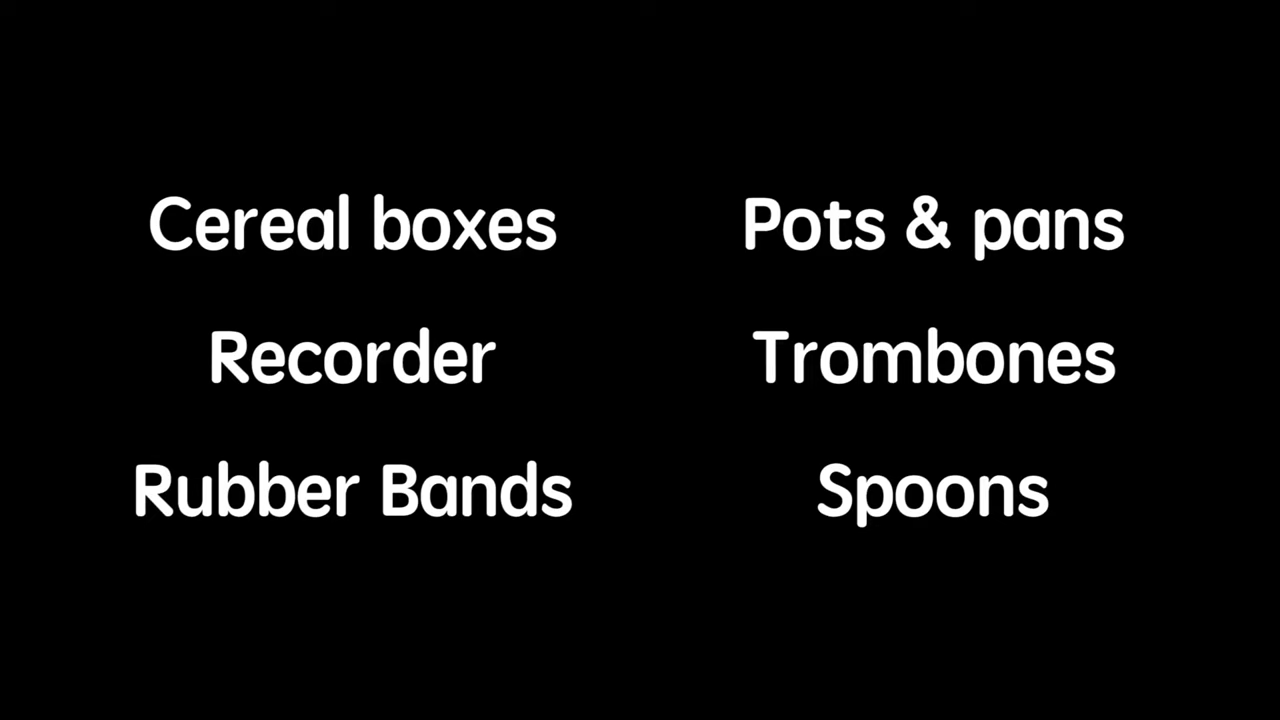 Cereal boxes
Pots & pans
Recorder
Trombones
Rubber Bands
Spoons